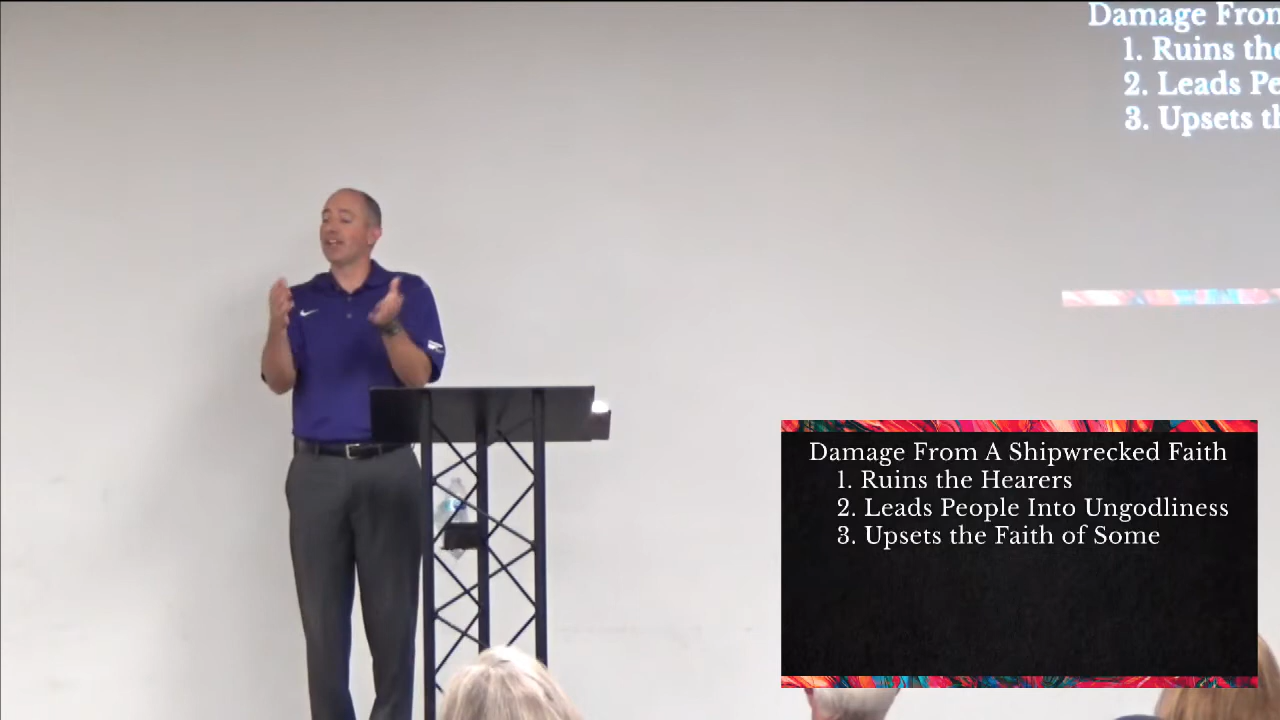 Damage Fron
1. Ruins the
2. Leads Pe
3. Upsets th
Damage From A Shipwrecked Faith
1. Ruins the Hearers
2. Leads People Into Ungodliness
3. Upsets the Faith of Some